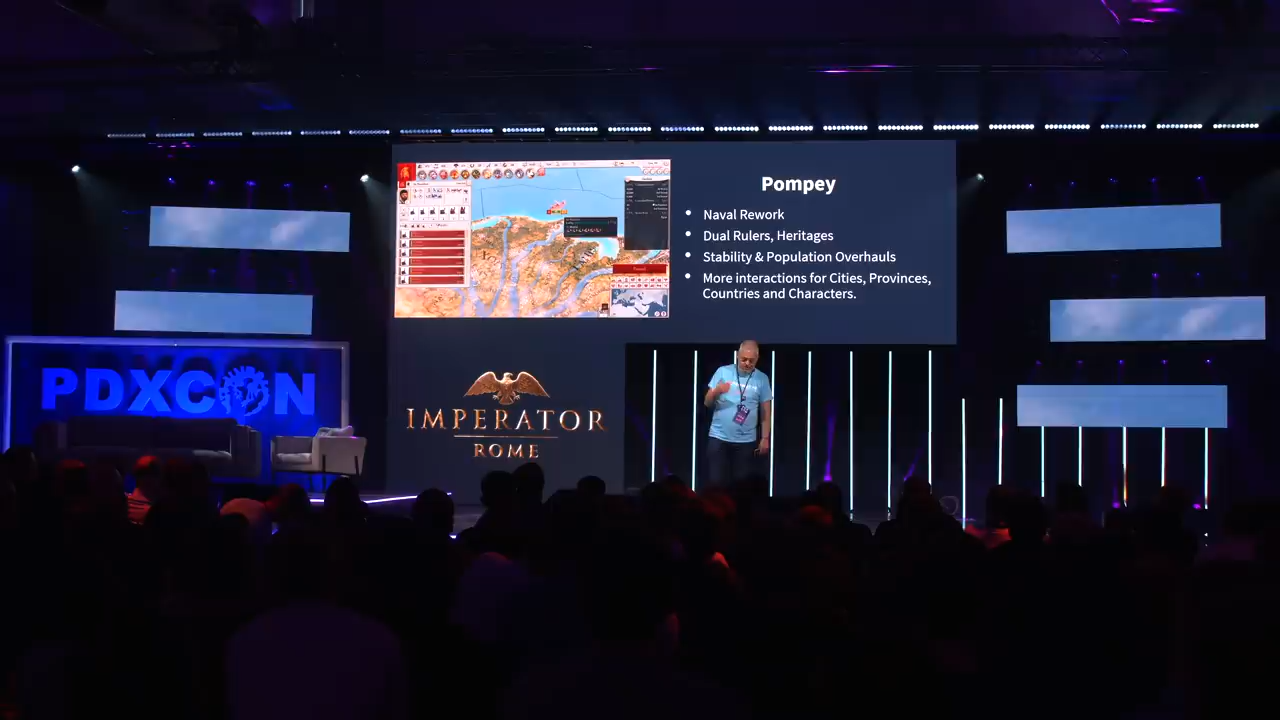 Pompey
• Naval Rework
• Dual Rulers, Heritages
• Stability & Population Overhauls
• More interactions for Cities, Provinces,
Countries and Characters.
PDXCON
IMPERATOR
ROME